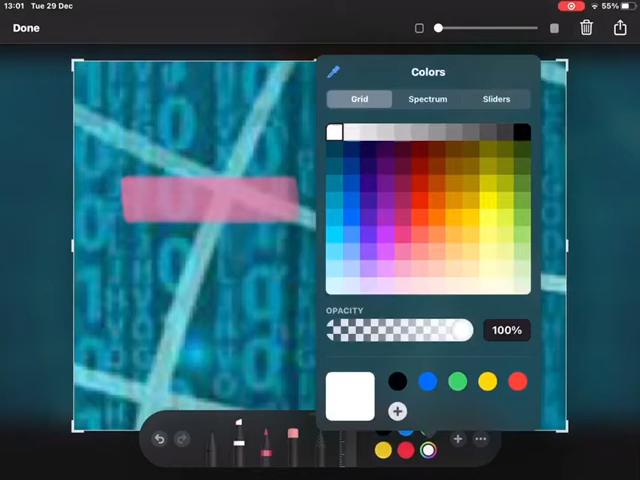 13:01 Tue 29 Dec 55%
Done
Colors
Grid Spectrum Sliders
OPACITY
100%